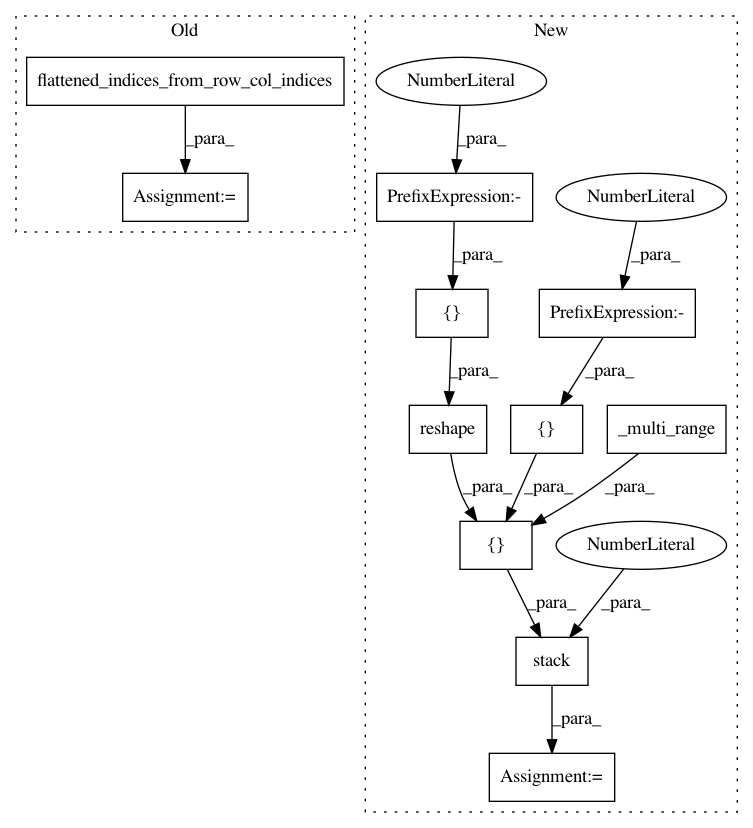 Old
New
flattened_indices_from_row_col_indices
NumberLiteral
_para_
_para_
Assignment:=
PrefixExpression:-
NumberLiteral
_para_
_para_
{}
PrefixExpression:-
_para_
_para_
reshape
{}
_multi_range
_para_
_para_
_para_
{}
NumberLiteral
_para_
_para_
stack
_para_
Assignment:=